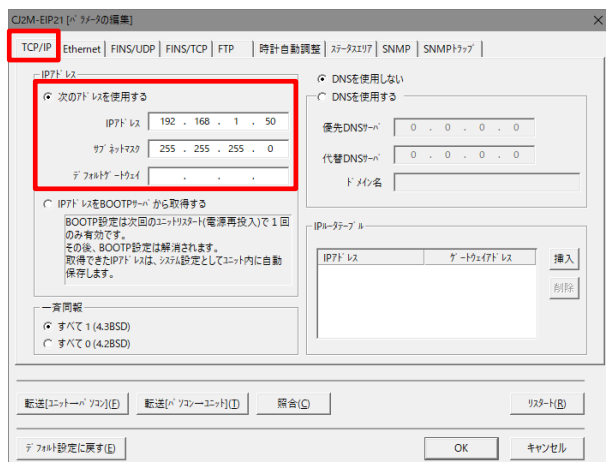 CJ2M-EIP21 [ﾊﾟﾗﾒｰﾀの編集]
TCP/IP Ethernet FINS/UDP FINS/TCP FTP 時計自動調整 ｽﾃｰﾀｽｴﾘｱ SNMP SNMPﾄﾗｯﾌﾟ
IPｱﾄﾞﾚｽ
次のｱﾄﾞﾚｽを使用する
IPｱﾄﾞﾚｽ 192 . 168 . 1 . 50
ｻﾌﾞﾈｯﾄﾏｽｸ 255 . 255 . 255 . 0
ﾃﾞﾌｫﾙﾄｹﾞｰﾄｳｪｲ . . .
IPｱﾄﾞﾚｽをBOOTPｻｰﾊﾞから取得する
BOOTP設定は次回のﾕﾆｯﾄﾘｽﾀｰﾄ(電源再投入)で１回
のみ有効です。
その後、BOOTP設定は解消されます。
取得できたIPｱﾄﾞﾚｽは、ｼｽﾃﾑ設定としてﾕﾆｯﾄ内に自動
保存します。
一斉同報
すべて 1 (4.3BSD)
すべて 0 (4.2BSD)
DNSを使用しない
DNSを使用する
優先DNSｻｰﾊﾞ 0 . 0 . 0 . 0
代替DNSｻｰﾊﾞ 0 . 0 . 0 . 0
ﾄﾞﾒｲﾝ名
IPﾙｰﾀﾃｰﾌﾞﾙ
IPｱﾄﾞﾚｽ ｹﾞｰﾄｳｪｲｱﾄﾞﾚｽ
挿入
削除
転送[ﾕﾆｯﾄ→ﾊﾟｿｺﾝ](F) 転送[ﾊﾟｿｺﾝ→ﾕﾆｯﾄ](T) 照合(C) ﾘｽﾀｰﾄ(R)
ﾃﾞﾌｫﾙﾄ設定に戻す(E) OK キャンセル